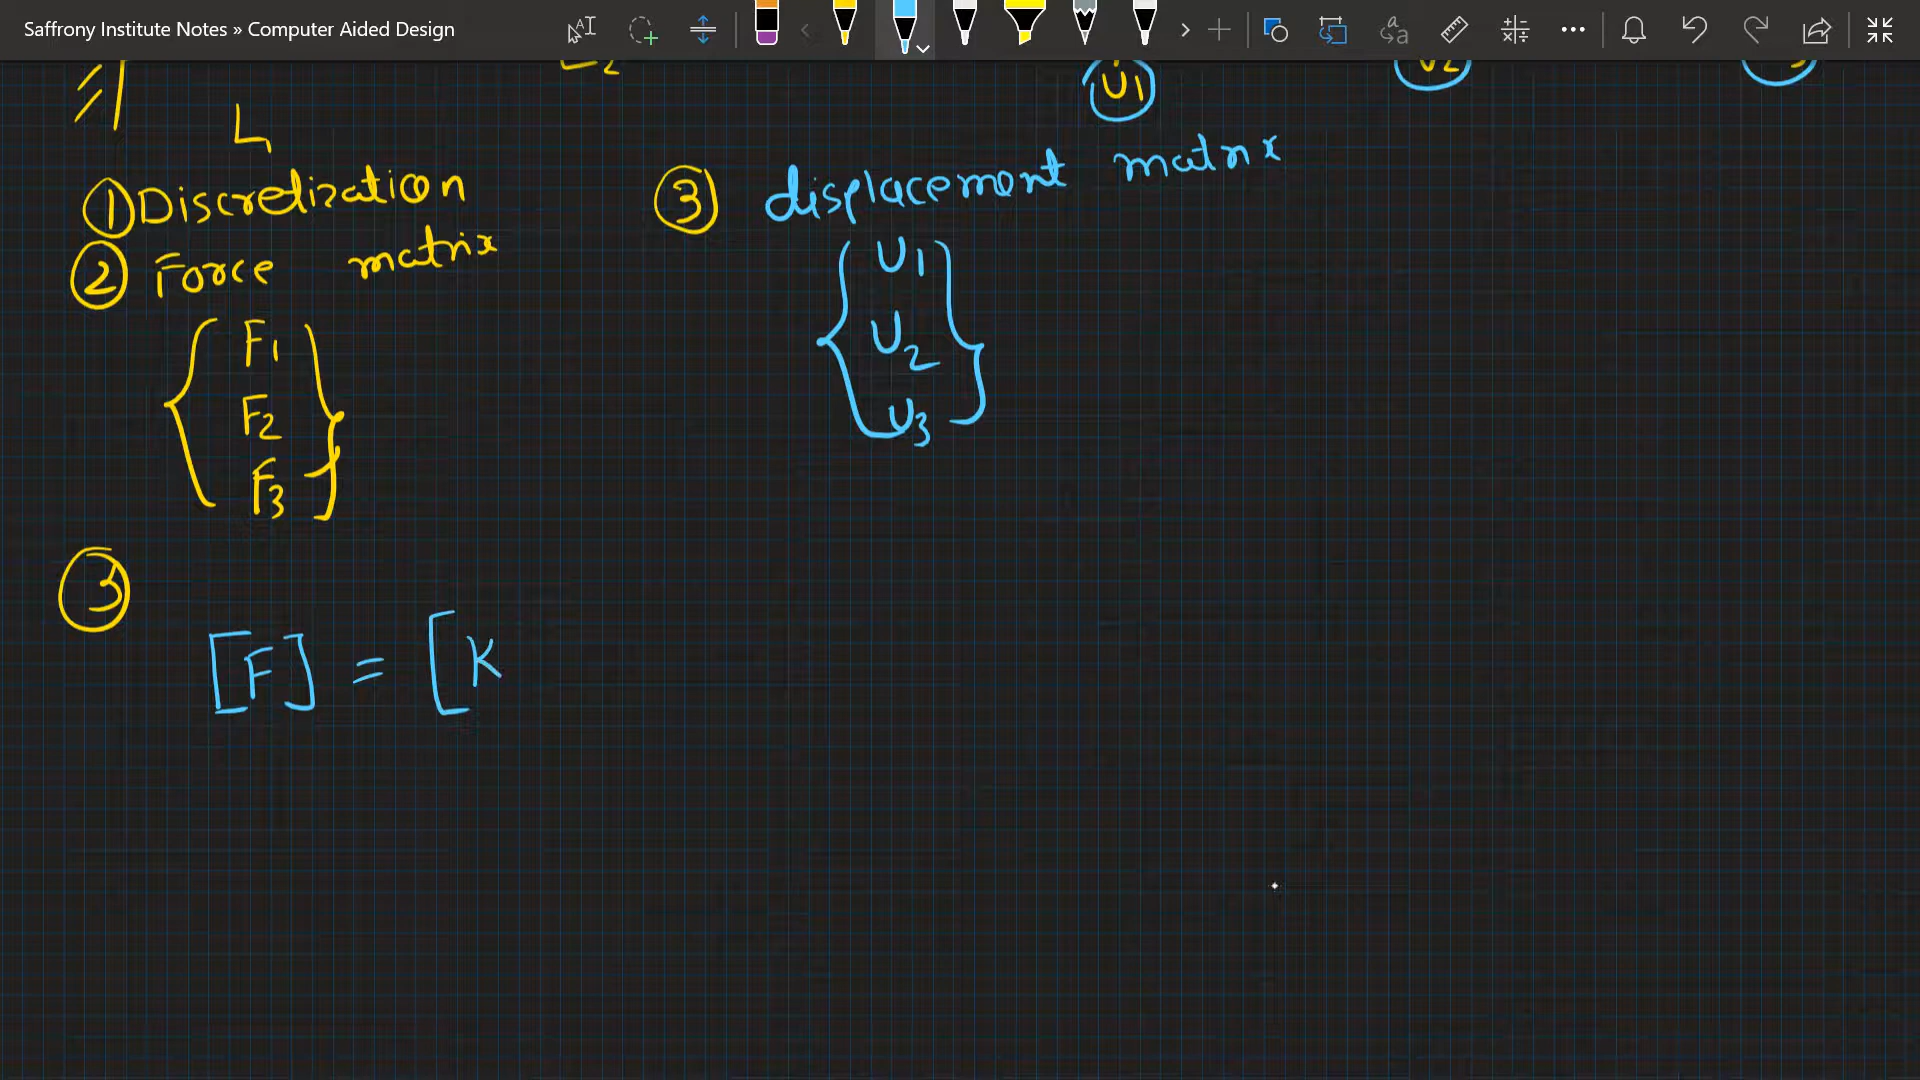 Saffrony Institute Notes » Computer Aided Design
L
U1
① Discretization
② Force matrix
{ F1
F2
F3 }
③ displacement matrix
{ U1
U2
U3 }
③
[F] = [K